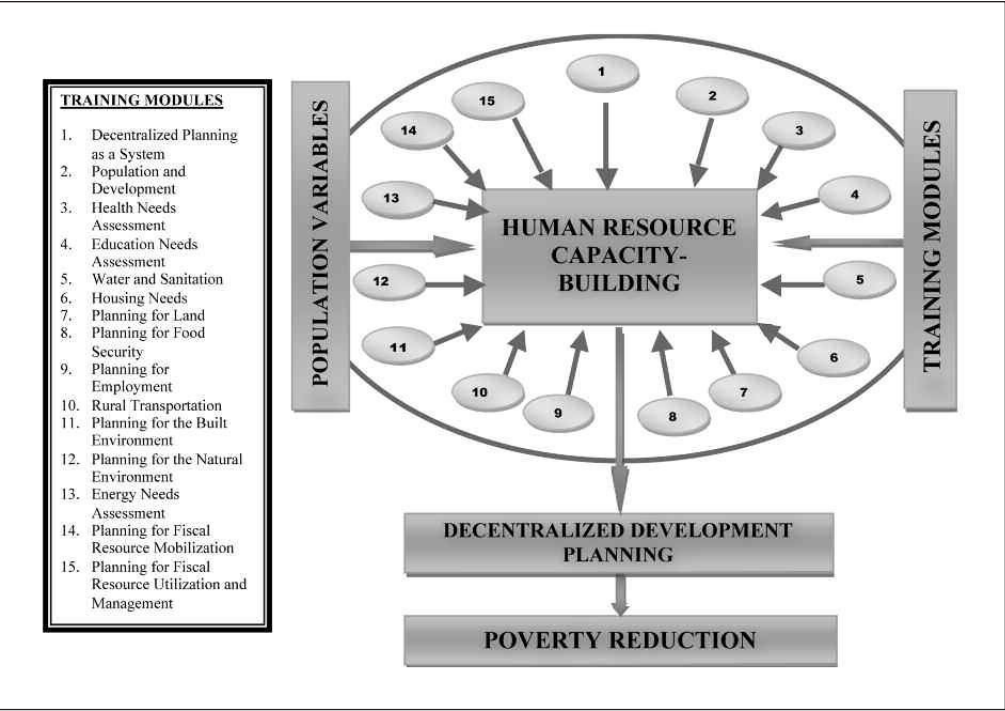 TRAINING MODULES
1. Decentralized Planning
as a System
2. Population and
Development
3. Health Needs
Assessment
4. Education Needs
Assessment
5. Water and Sanitation
6. Housing Needs
7. Planning for Land
8. Planning for Food
Security
9. Planning for
Employment
10. Rural Transportation
11. Planning for the Built
Environment
12. Planning for the Natural
Environment
13. Energy Needs
Assessment
14. Planning for Fiscal
Resource Mobilization
15. Planning for Fiscal
Resource Utilization and
Management
POPULATION VARIABLES
1
2
3
4
5
6
7
8
9
10
11
12
13
14
15
HUMAN RESOURCE
CAPACITY-
BUILDING
TRAINING MODULES
DECENTRALIZED DEVELOPMENT
PLANNING
POVERTY REDUCTION